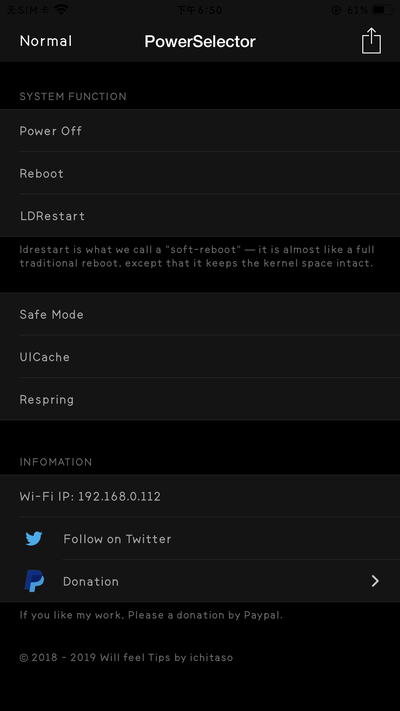 无SIM卡 下午6:50 61%
Normal PowerSelector
SYSTEM FUNCTION
Power Off
Reboot
LDRestart
ldrestart is what we call a "soft-reboot" — it is almost like a full
traditional reboot, except that it keeps the kernel space intact.
Safe Mode
UICache
Respring
INFOMATION
Wi-Fi IP: 192.168.0.112
Follow on Twitter
Donation
If you like my work, Please a donation by Paypal.
© 2018 - 2019 Will feel Tips by ichitaso